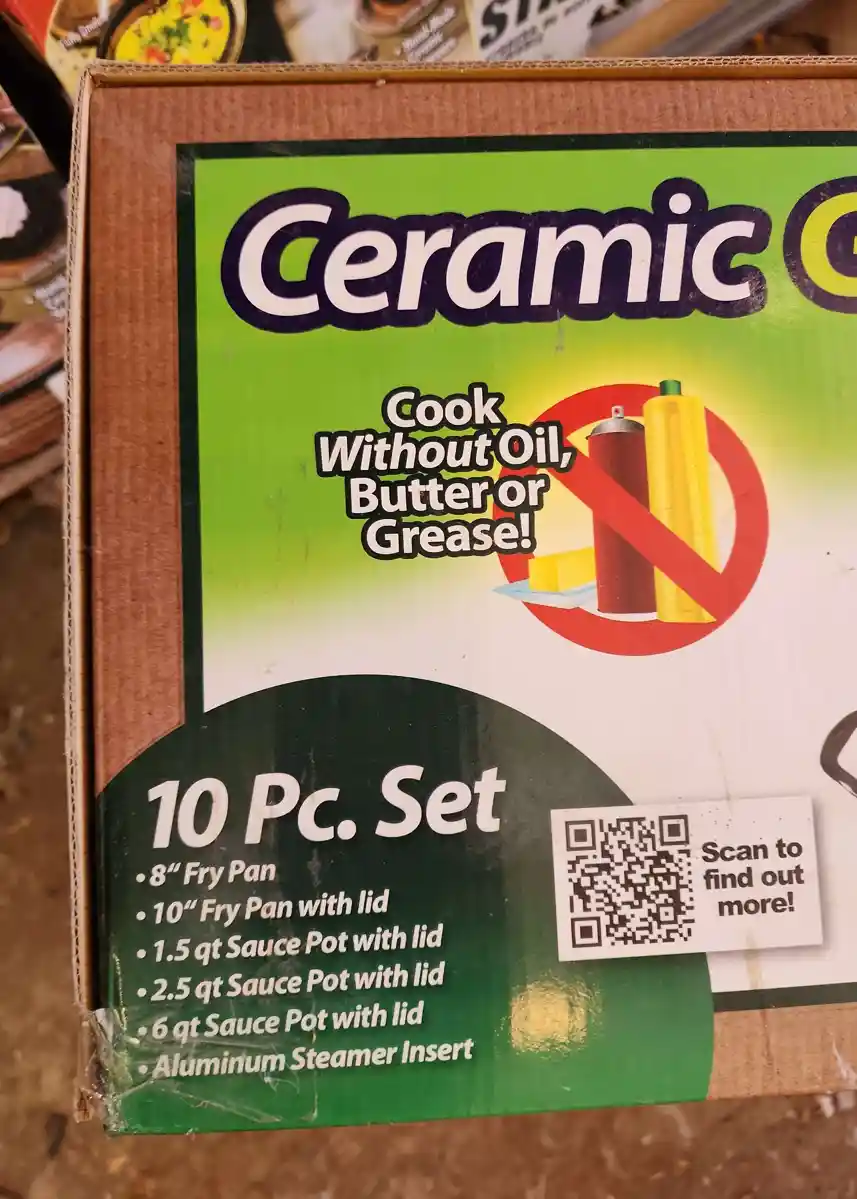 Ceramic G
Cook
Without Oil,
Butter or
Grease!
10 Pc. Set
•8“ Fry Pan
•10“ Fry Pan with lid
•1.5 qt Sauce Pot with lid
•2.5 qt Sauce Pot with lid
•6 qt Sauce Pot with lid
•Aluminum Steamer Insert
Scan to
find out
more!